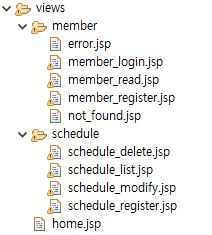 views
member
error.jsp
member_login.jsp
member_read.jsp
member_register.jsp
not_found.jsp
schedule
schedule_delete.jsp
schedule_list.jsp
schedule_modify.jsp
schedule_register.jsp
home.jsp